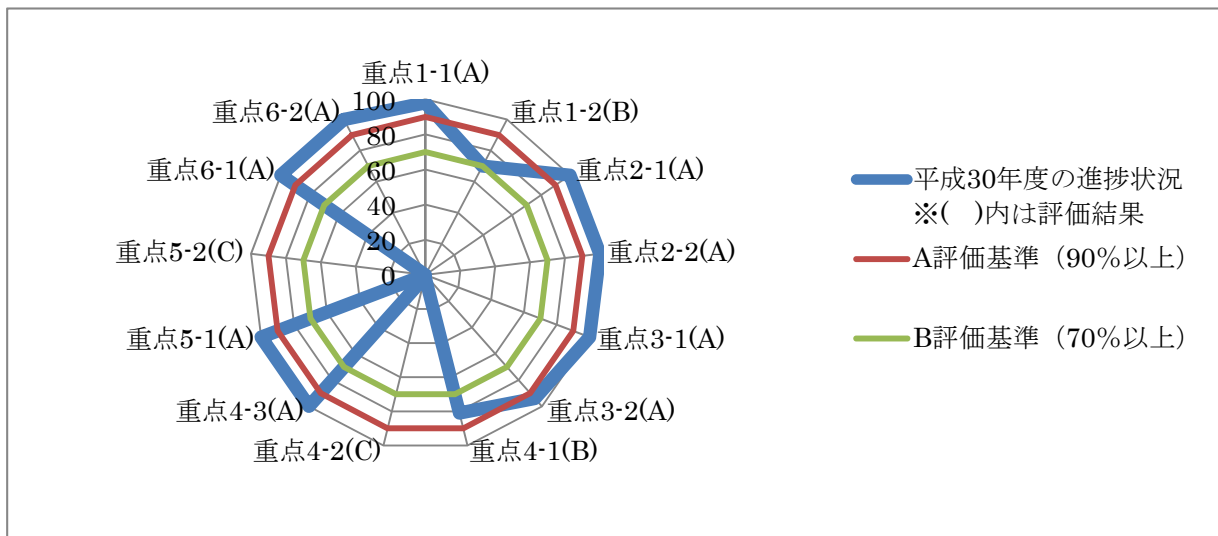 重点1-1(A)
重点1-2(B)
重点2-1(A)
重点2-2(A)
重点3-1(A)
重点3-2(A)
重点4-1(B)
重点4-2(C)
重点4-3(A)
重点5-1(A)
重点5-2(C)
重点6-1(A)
重点6-2(A)
100
80
60
40
20
0
平成30年度の進捗状況
※(　)内は評価結果
A評価基準（90%以上）
B評価基準（70%以上）